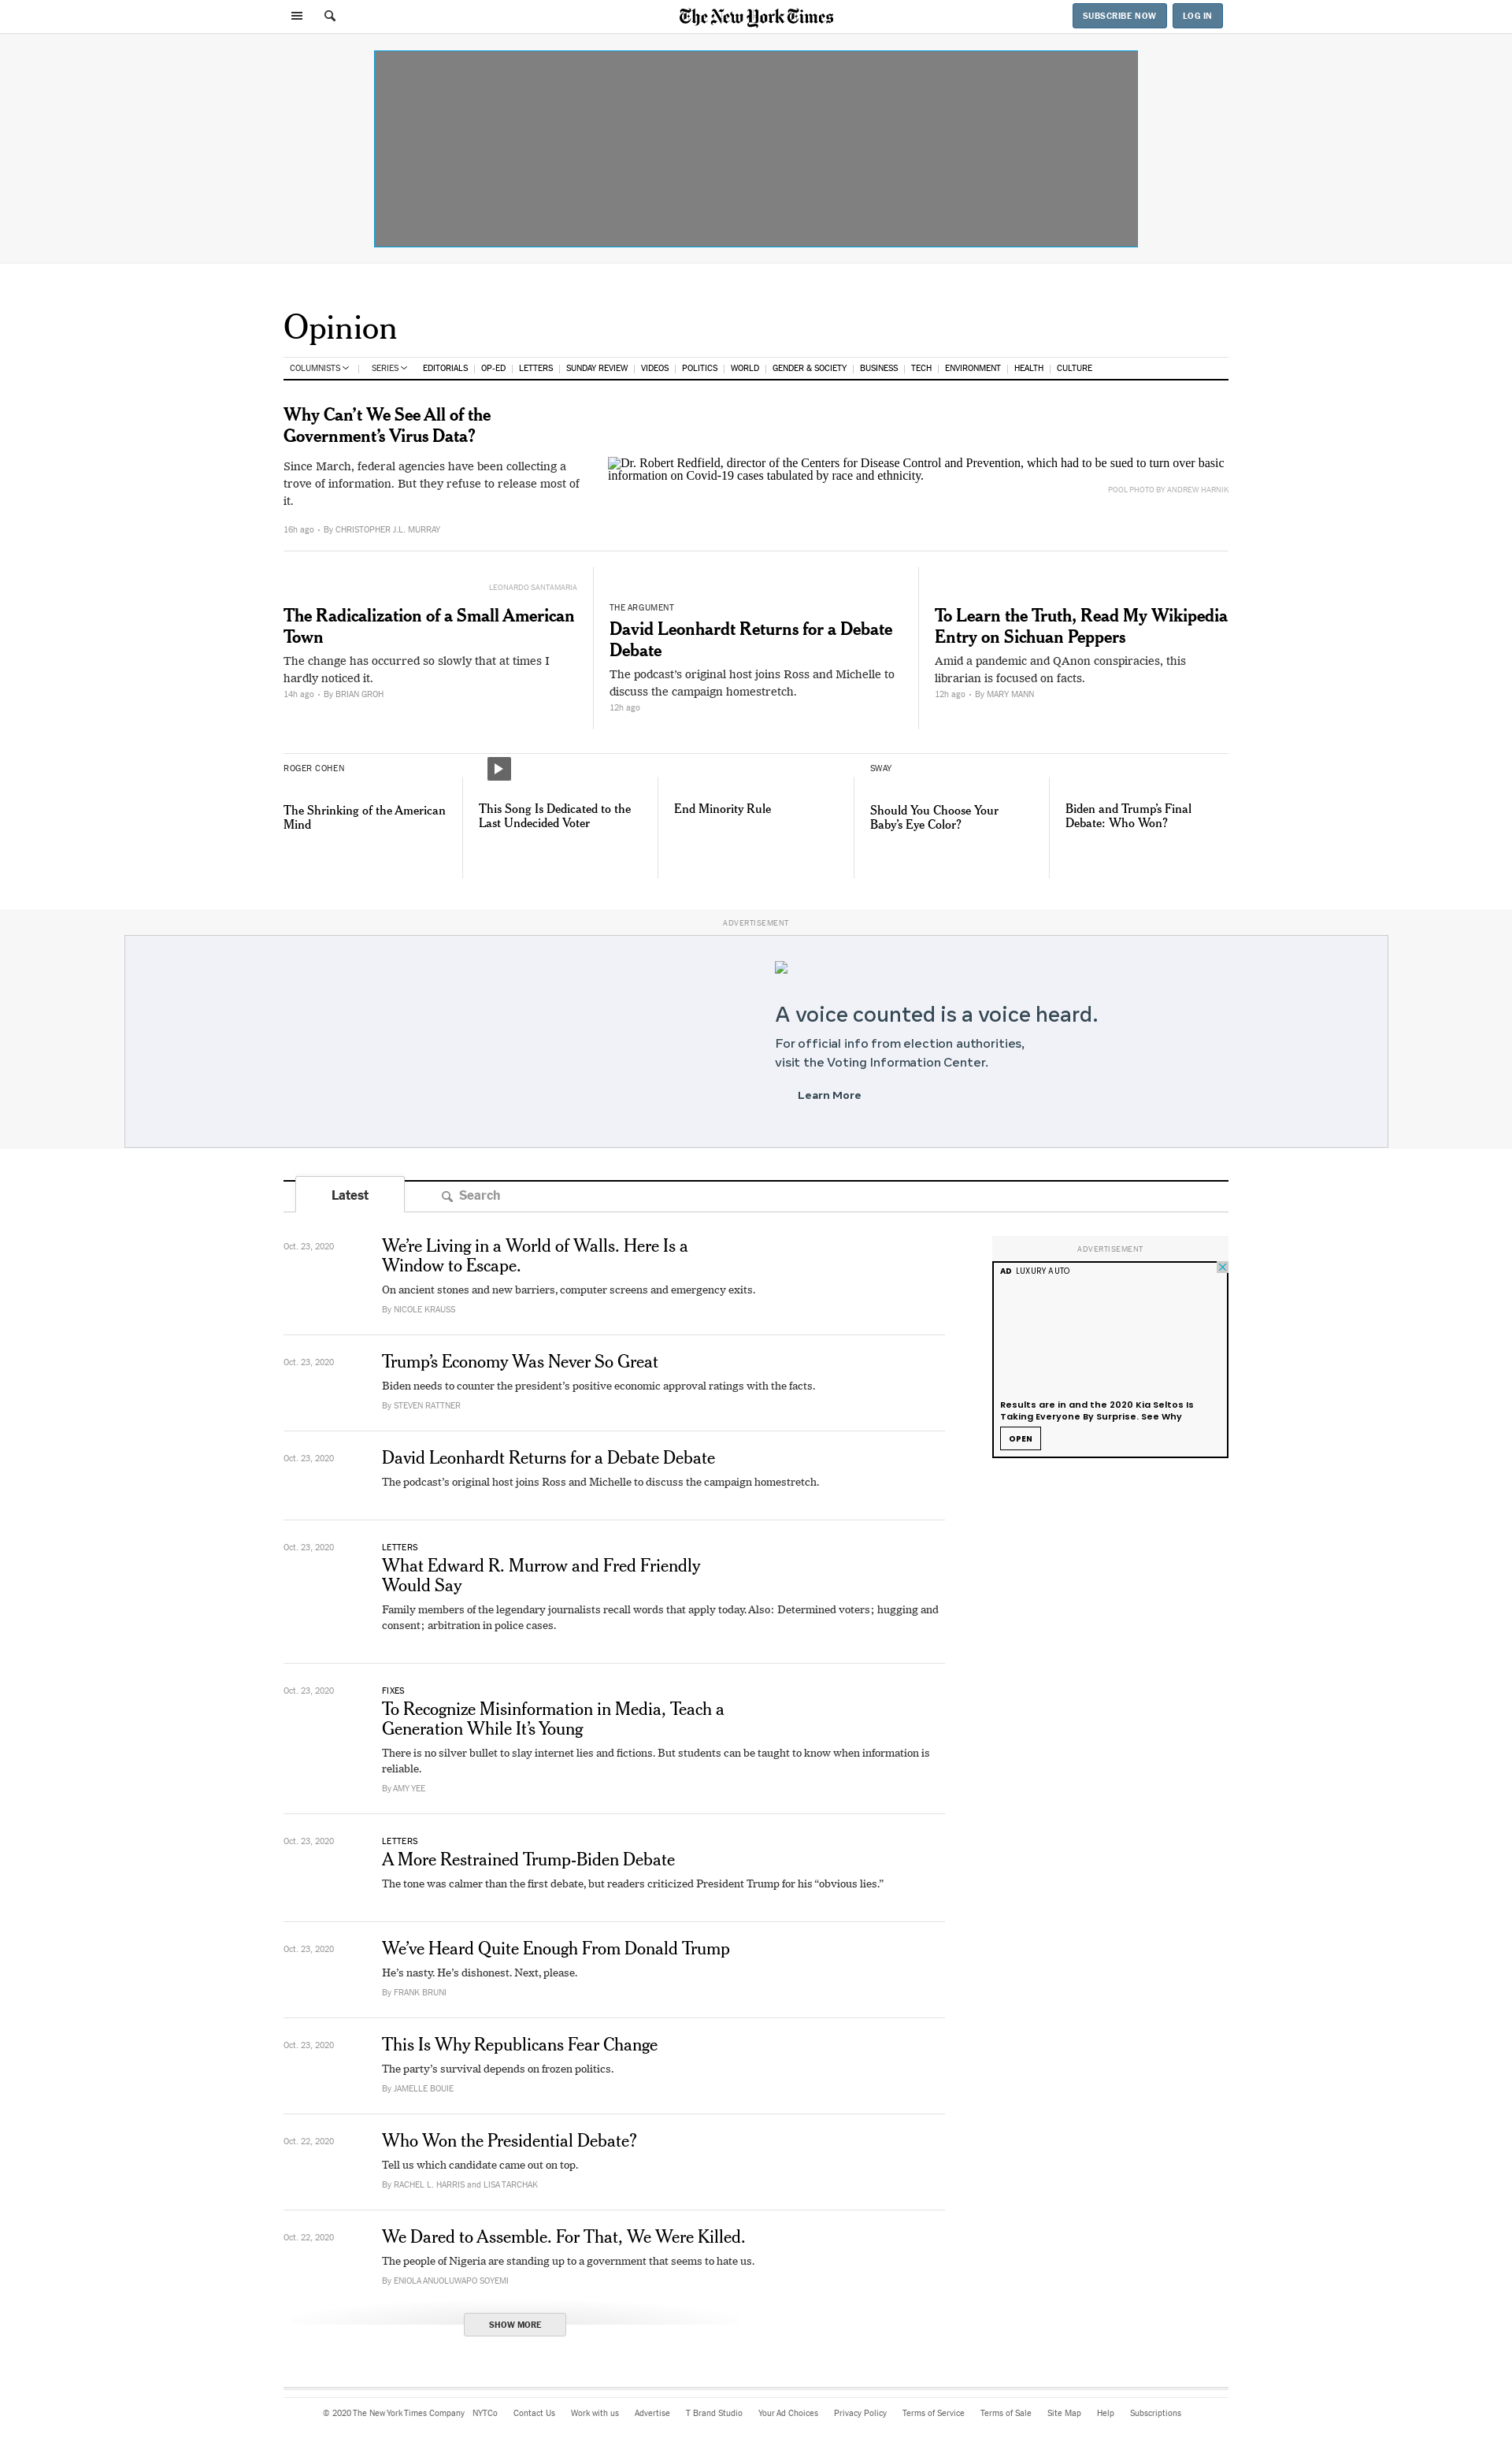 The New York Times
SUBSCRIBE NOW
LOG IN
Opinion
COLUMNISTS
SERIES
EDITORIALS
OP-ED
LETTERS
SUNDAY REVIEW
VIDEOS
POLITICS
WORLD
GENDER & SOCIETY
BUSINESS
TECH
ENVIRONMENT
HEALTH
CULTURE
Why Can’t We See All of the
Government’s Virus Data?
Since March, federal agencies have been collecting a
trove of information. But they refuse to release most of
it.
16h ago • By CHRISTOPHER J.L. MURRAY
Dr. Robert Redfield, director of the Centers for Disease Control and Prevention, which had to be sued to turn over basic
information on Covid-19 cases tabulated by race and ethnicity.
POOL PHOTO BY ANDREW HARNIK
LEONARDO SANTAMARIA
The Radicalization of a Small American
Town
The change has occurred so slowly that at times I
hardly noticed it.
14h ago • By BRIAN GROH
THE ARGUMENT
David Leonhardt Returns for a Debate
Debate
The podcast’s original host joins Ross and Michelle to
discuss the campaign homestretch.
12h ago
To Learn the Truth, Read My Wikipedia
Entry on Sichuan Peppers
Amid a pandemic and QAnon conspiracies, this
librarian is focused on facts.
12h ago • By MARY MANN
ROGER COHEN
The Shrinking of the American
Mind
This Song Is Dedicated to the
Last Undecided Voter
End Minority Rule
SWAY
Should You Choose Your
Baby’s Eye Color?
Biden and Trump’s Final
Debate: Who Won?
ADVERTISEMENT
A voice counted is a voice heard.
For official info from election authorities,
visit the Voting Information Center.
Learn More
Latest
Search
Oct. 23, 2020
We’re Living in a World of Walls. Here Is a
Window to Escape.
On ancient stones and new barriers, computer screens and emergency exits.
By NICOLE KRAUSS
ADVERTISEMENT
AD LUXURY AUTO
Results are in and the 2020 Kia Seltos Is
Taking Everyone By Surprise. See Why
OPEN
Oct. 23, 2020
Trump’s Economy Was Never So Great
Biden needs to counter the president’s positive economic approval ratings with the facts.
By STEVEN RATTNER
Oct. 23, 2020
David Leonhardt Returns for a Debate Debate
The podcast’s original host joins Ross and Michelle to discuss the campaign homestretch.
Oct. 23, 2020
LETTERS
What Edward R. Murrow and Fred Friendly
Would Say
Family members of the legendary journalists recall words that apply today. Also: Determined voters; hugging and
consent; arbitration in police cases.
Oct. 23, 2020
FIXES
To Recognize Misinformation in Media, Teach a
Generation While It’s Young
There is no silver bullet to slay internet lies and fictions. But students can be taught to know when information is
reliable.
By AMY YEE
Oct. 23, 2020
LETTERS
A More Restrained Trump-Biden Debate
The tone was calmer than the first debate, but readers criticized President Trump for his “obvious lies.”
Oct. 23, 2020
We’ve Heard Quite Enough From Donald Trump
He’s nasty. He’s dishonest. Next, please.
By FRANK BRUNI
Oct. 23, 2020
This Is Why Republicans Fear Change
The party’s survival depends on frozen politics.
By JAMELLE BOUIE
Oct. 22, 2020
Who Won the Presidential Debate?
Tell us which candidate came out on top.
By RACHEL L. HARRIS and LISA TARCHAK
Oct. 22, 2020
We Dared to Assemble. For That, We Were Killed.
The people of Nigeria are standing up to a government that seems to hate us.
By ENIOLA ANUOLUWAPO SOYEMI
SHOW MORE
© 2020 The New York Times Company NYTCo Contact Us Work with us Advertise T Brand Studio Your Ad Choices Privacy Policy Terms of Service Terms of Sale Site Map Help Subscriptions